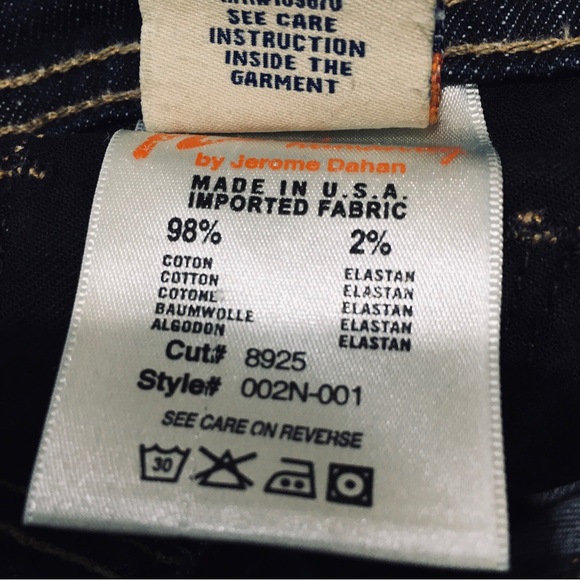 SEE CARE
INSTRUCTION
INSIDE THE
GARMENT
by Jerome Dahan
MADE IN U.S.A.
IMPORTED FABRIC
98% 2%
COTON ELASTAN
COTTON ELASTAN
COTONE ELASTAN
BAUMWOLLE ELASTAN
ALGODON ELASTAN
Cut# 8925
Style# 002N-001
SEE CARE ON REVERSE
30